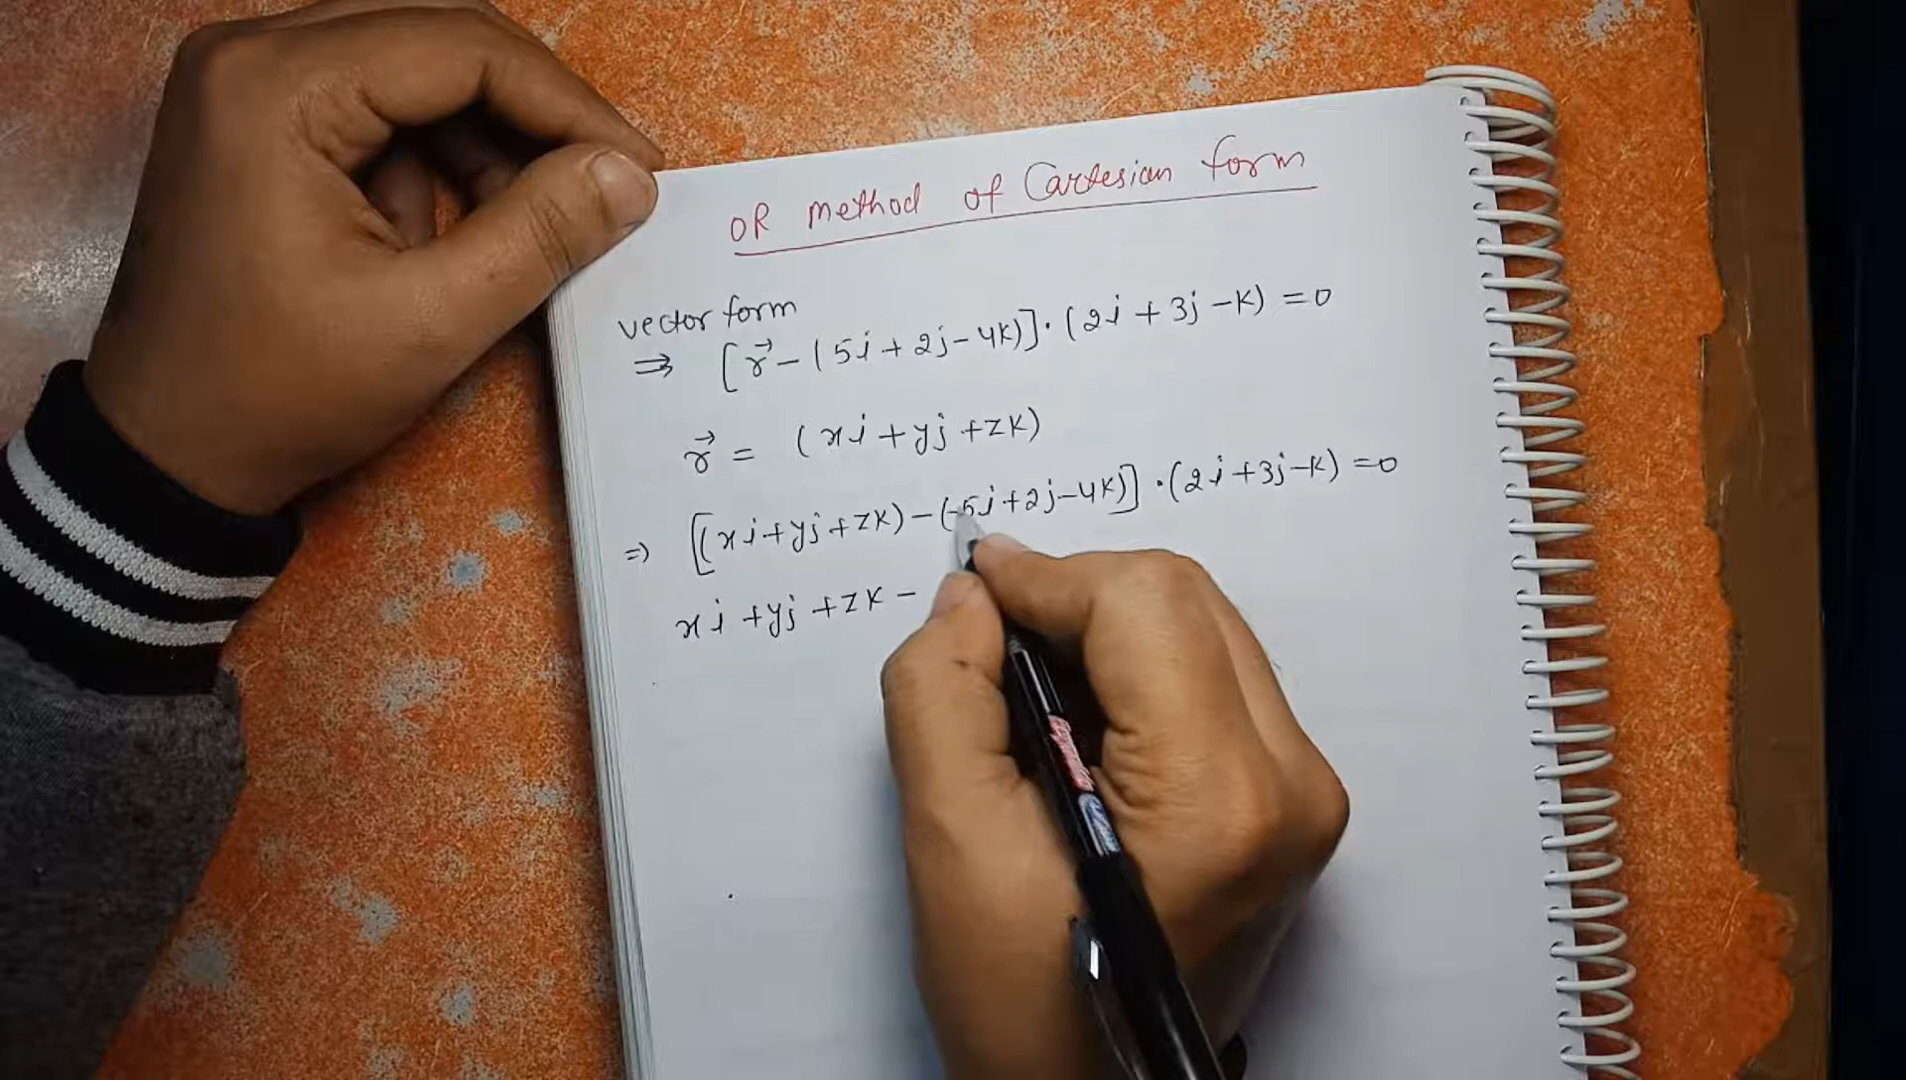 OR method of Cartesian form
vector form
⇒ [r⃗ - (5i + 2j - 4k)] · (2i + 3j - k) = 0
r⃗ = (xi + yj + zk)
⇒ [(xi + yj + zk) - (-5i + 2j - 4k)] · (2i + 3j - k) = 0
xi + yj + zk -